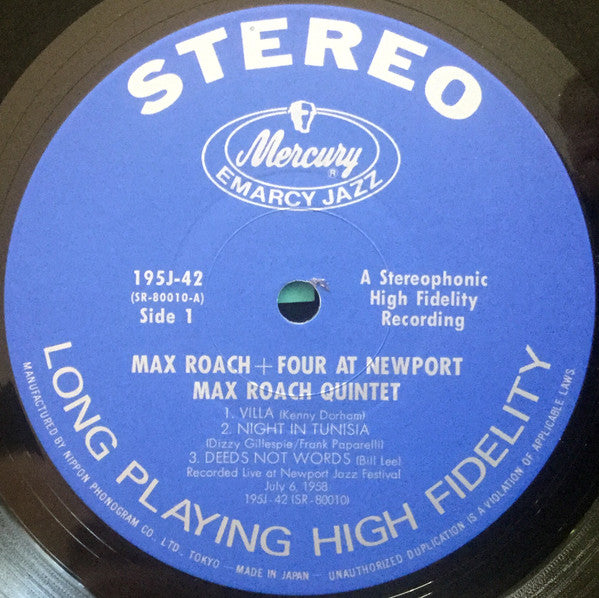 STEREO
Mercury
®
EMARCY JAZZ
195J-42
(SR-80010-A)
Side 1
A Stereophonic
High Fidelity
Recording
MAX ROACH + FOUR AT NEWPORT
MAX ROACH QUINTET
1. VILLA (Kenny Dorham)
2. NIGHT IN TUNISIA
(Dizzy Gillespie/Frank Paparelli)
3. DEEDS NOT WORDS (Bill Lee)
Recorded Live at Newport Jazz Festival
July 6, 1958
195J-42 (SR-80010)
LONG PLAYING HIGH FIDELITY
MANUFACTURED BY NIPPON PHONOGRAM CO., LTD., TOKYO — MADE IN JAPAN — UNAUTHORIZED DUPLICATION IS A VIOLATION OF APPLICABLE LAWS.